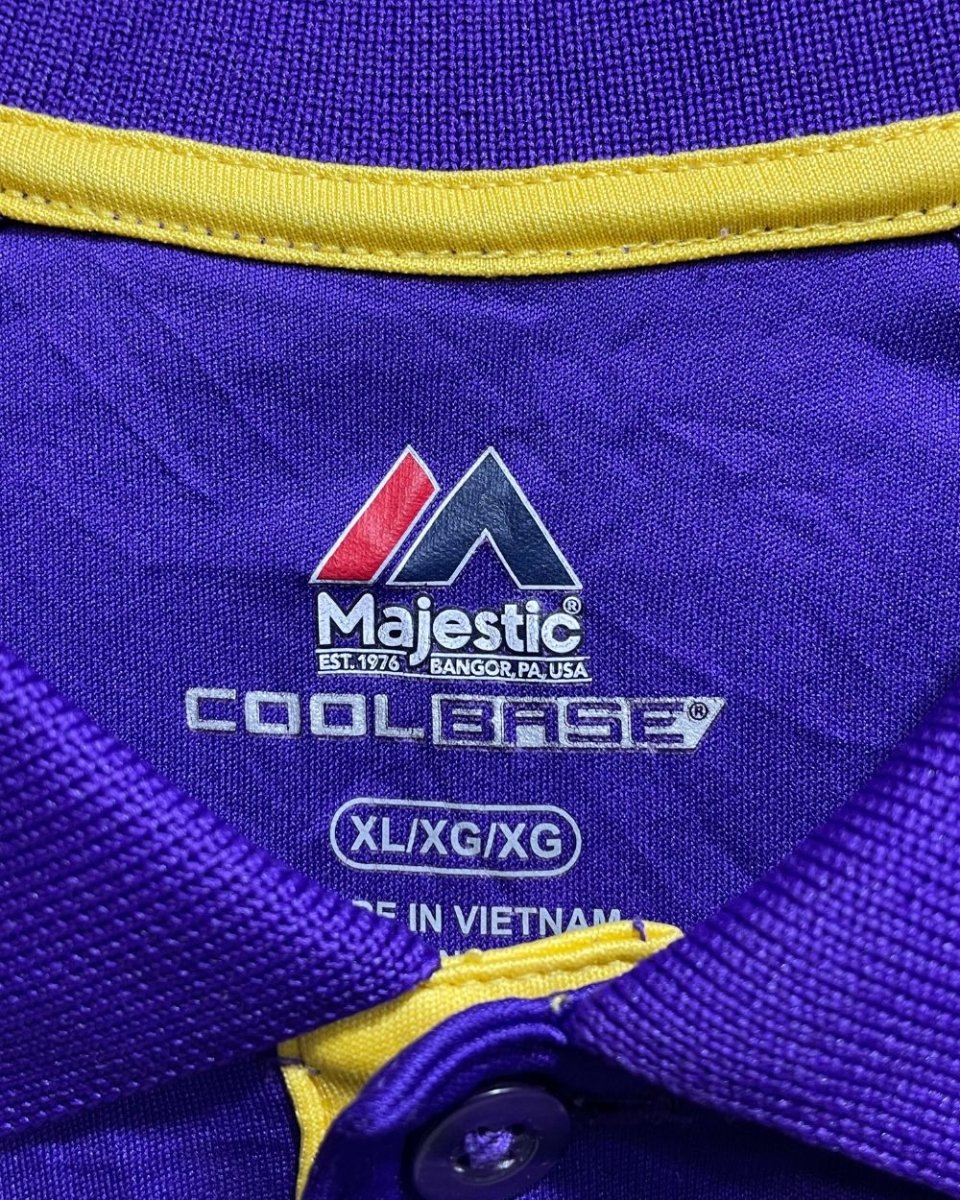 Majestic®
EST. 1976 BANGOR, PA, USA
COOLBASE®
XL/XG/XG
IN VIETNAM